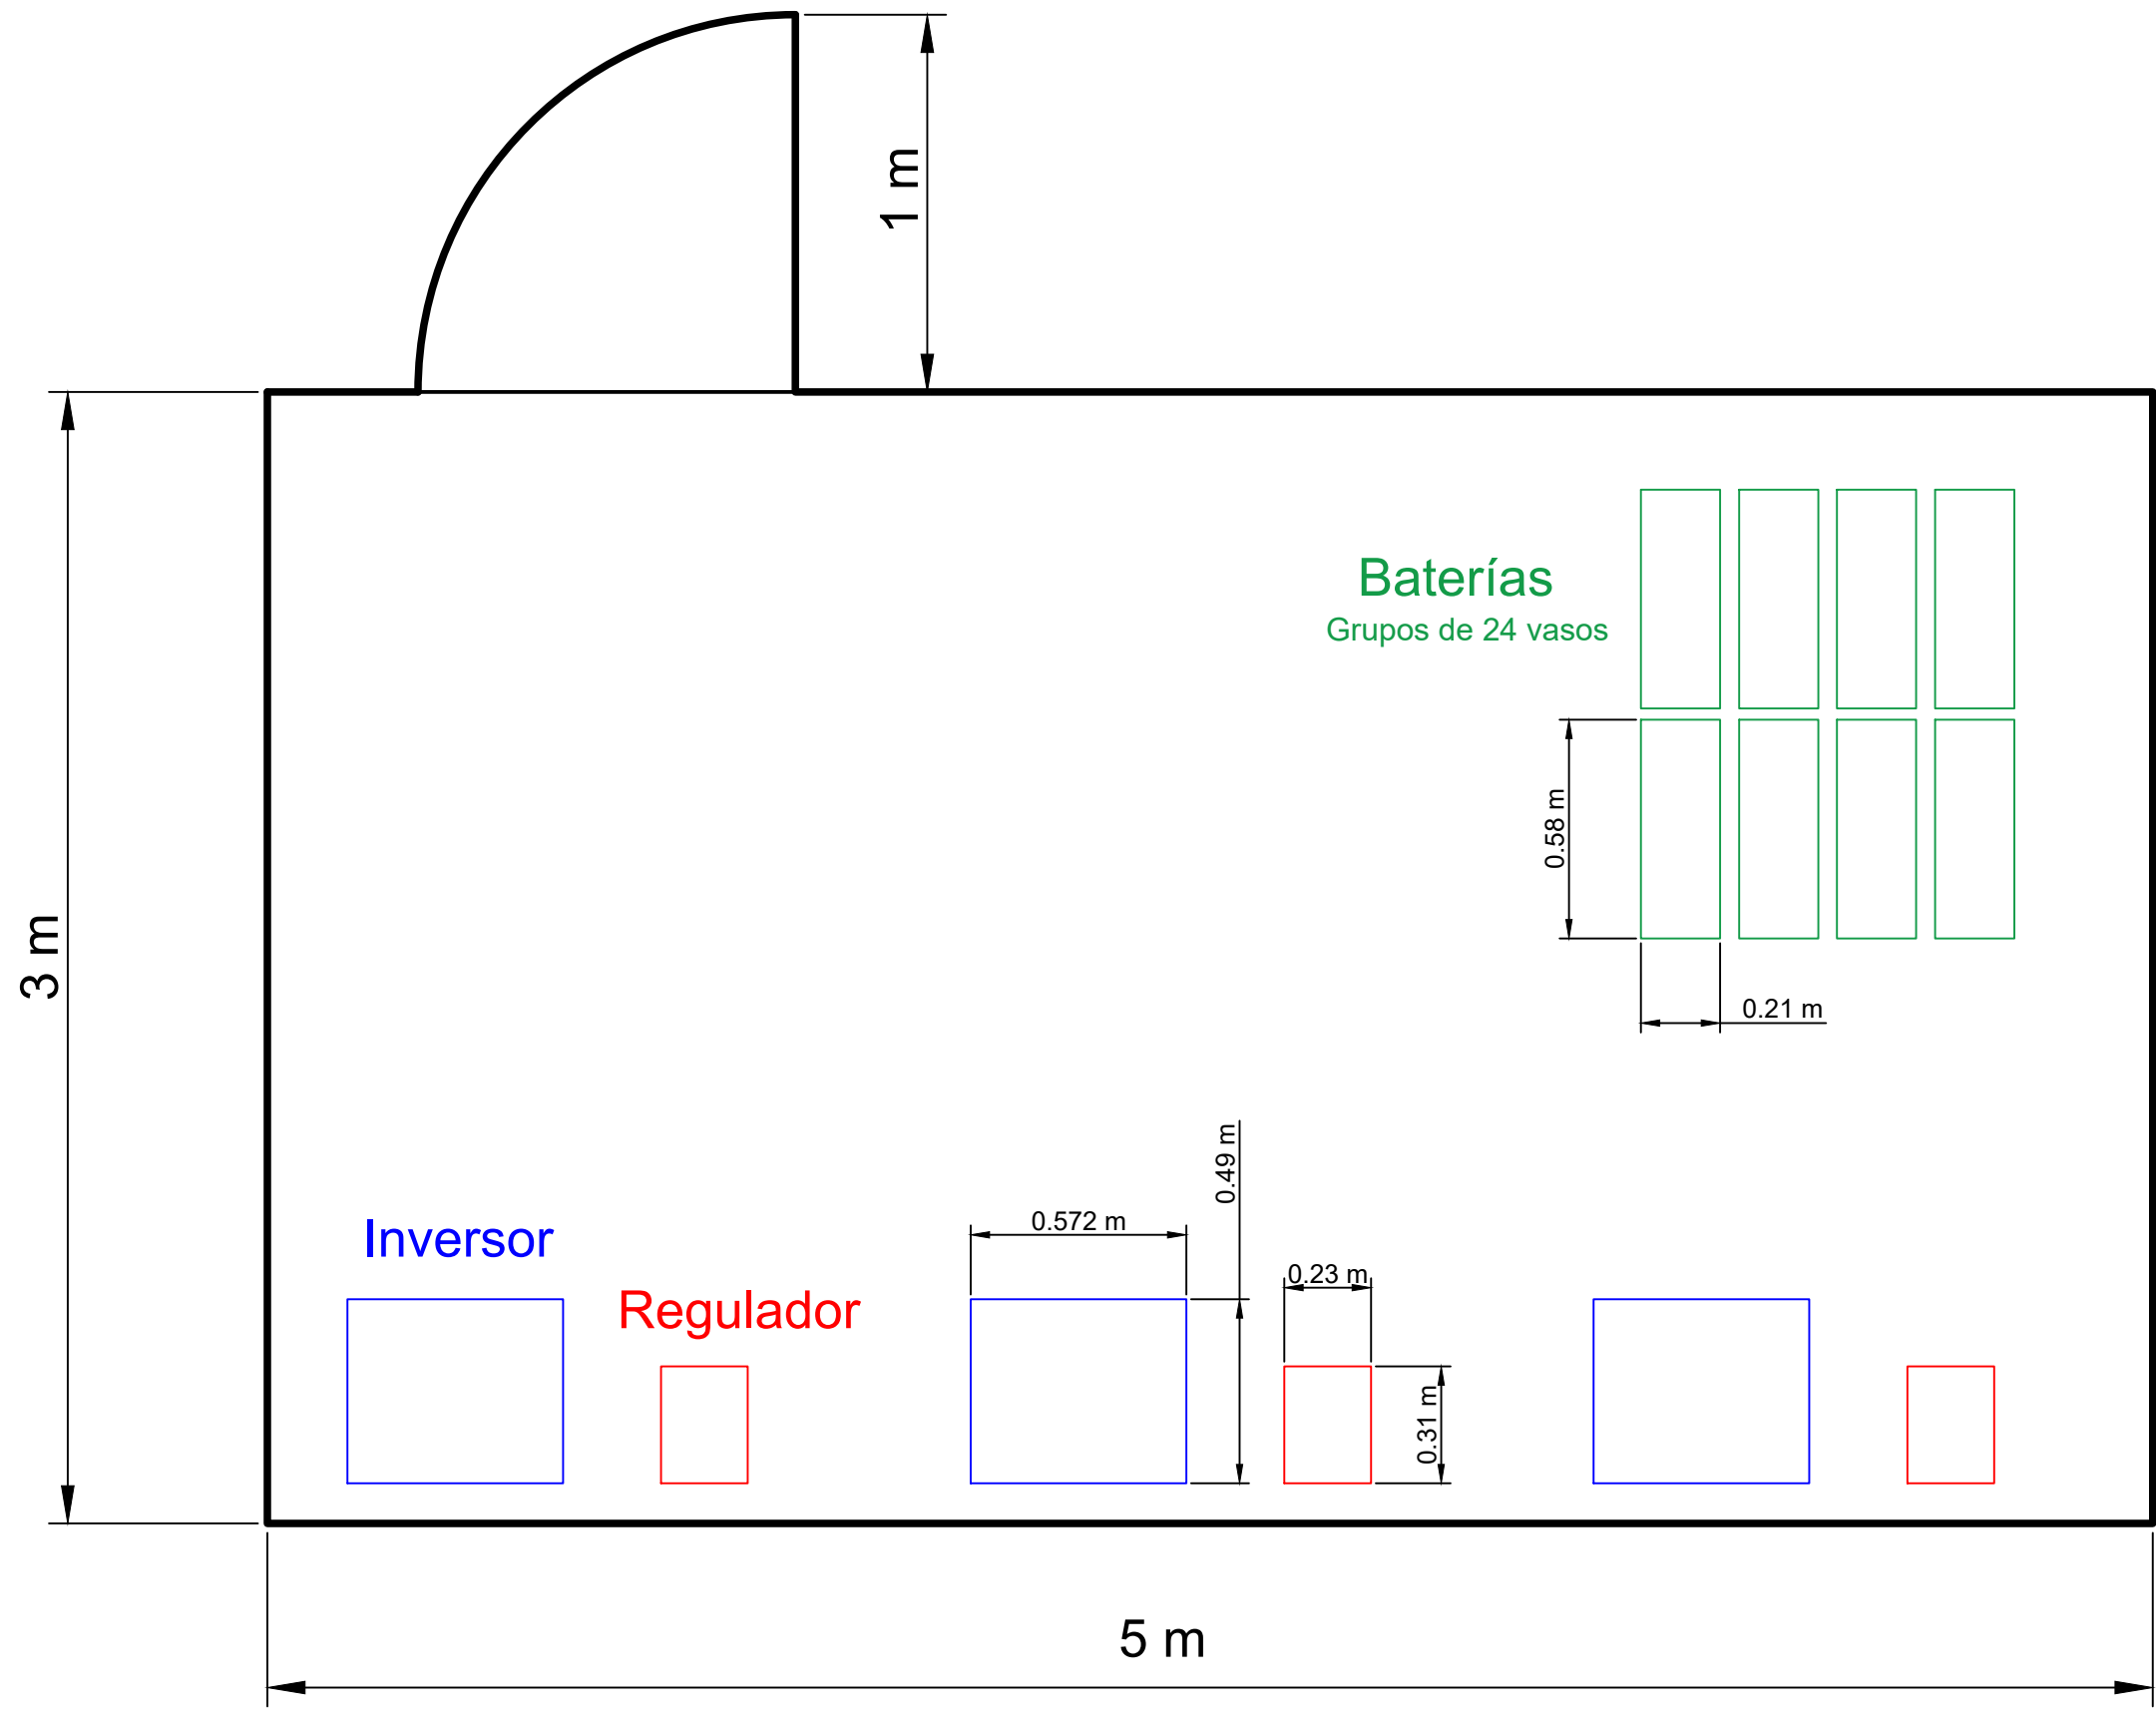 1 m
Baterías
Grupos de 24 vasos
0.58 m
3 m
0.21 m
0.49 m
0.572 m
Inversor
0.23 m
Regulador
0.31 m
5 m